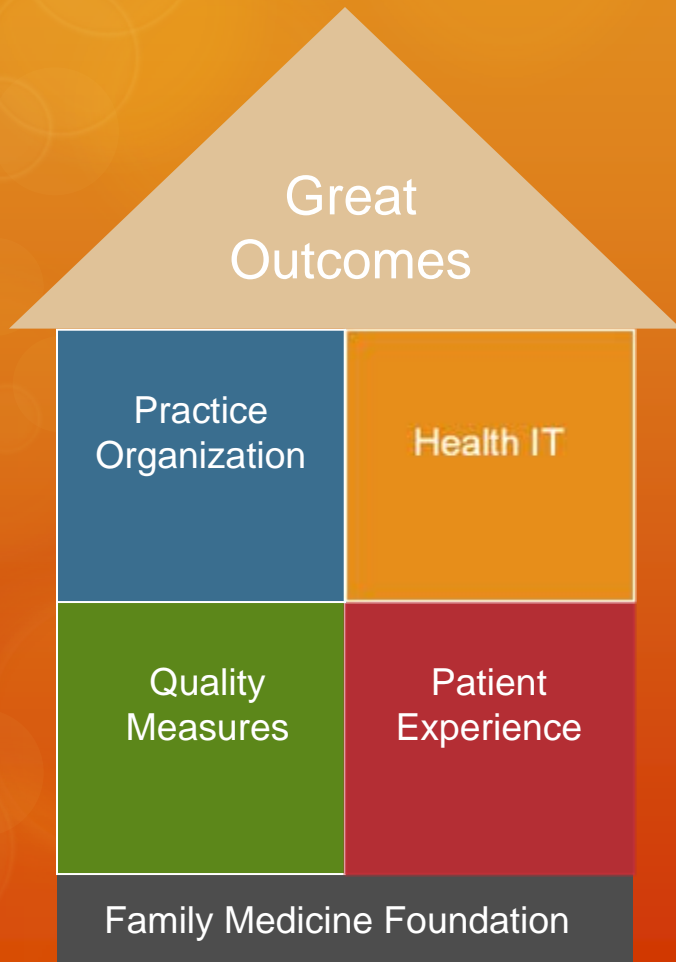 Great
Outcomes
Practice
Organization
Health IT
Quality
Measures
Patient
Experience
Family Medicine Foundation